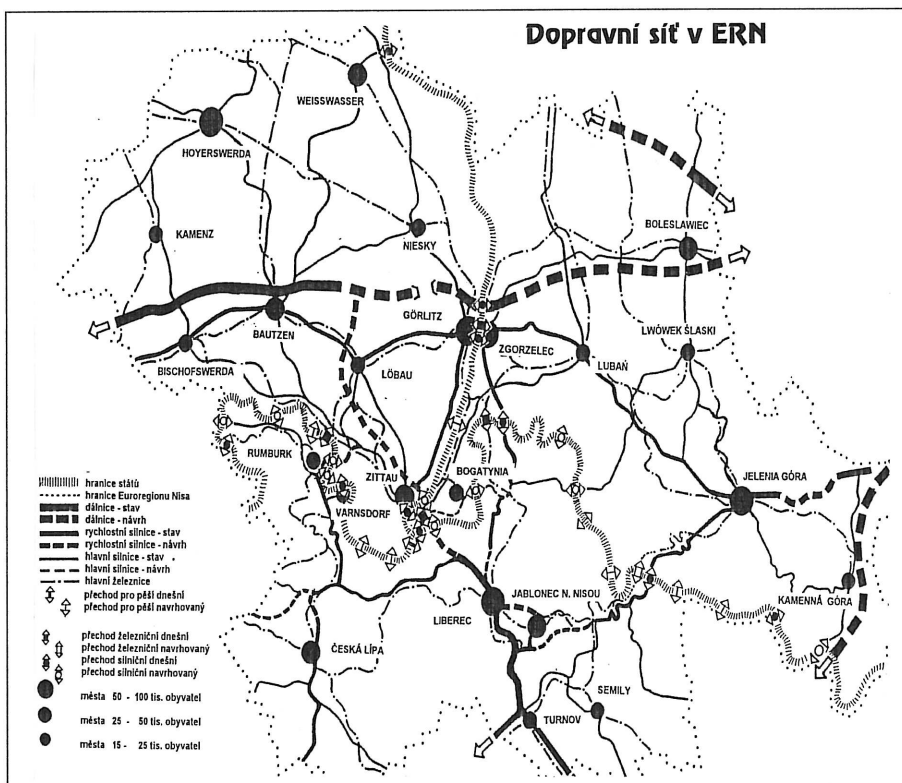 Dopravní síť v ERN
WEISSWASSER
HOYERSWERDA
KAMENZ
NIESKY
BOLESLAWIEC
GÖRLITZ
ZGORZELEC
BAUTZEN
LWÓWEK ŚLASKI
BISCHOFSWERDA
LÖBAU
LUBAŃ
RUMBURK
ZITTAU
BOGATYNIA
JELENIA GÓRA
VARNSDORF
KAMENNÁ GÓRA
JABLONEC N. NISOU
LIBEREC
ČESKÁ LÍPA
SEMILY
TURNOV
hranice států
hranice Euroregionu Nisa
dálnice - stav
dálnice - návrh
rychlostní silnice - stav
rychlostní silnice - návrh
hlavní silnice - stav
hlavní silnice - návrh
hlavní železnice
přechod pro pěší dnešní
přechod pro pěší navrhovaný
přechod železniční dnešní
přechod železniční navrhovaný
přechod silniční dnešní
přechod silniční navrhovaný
města 50 - 100 tis. obyvatel
města 25 - 50 tis. obyvatel
města 15 - 25 tis. obyvatel